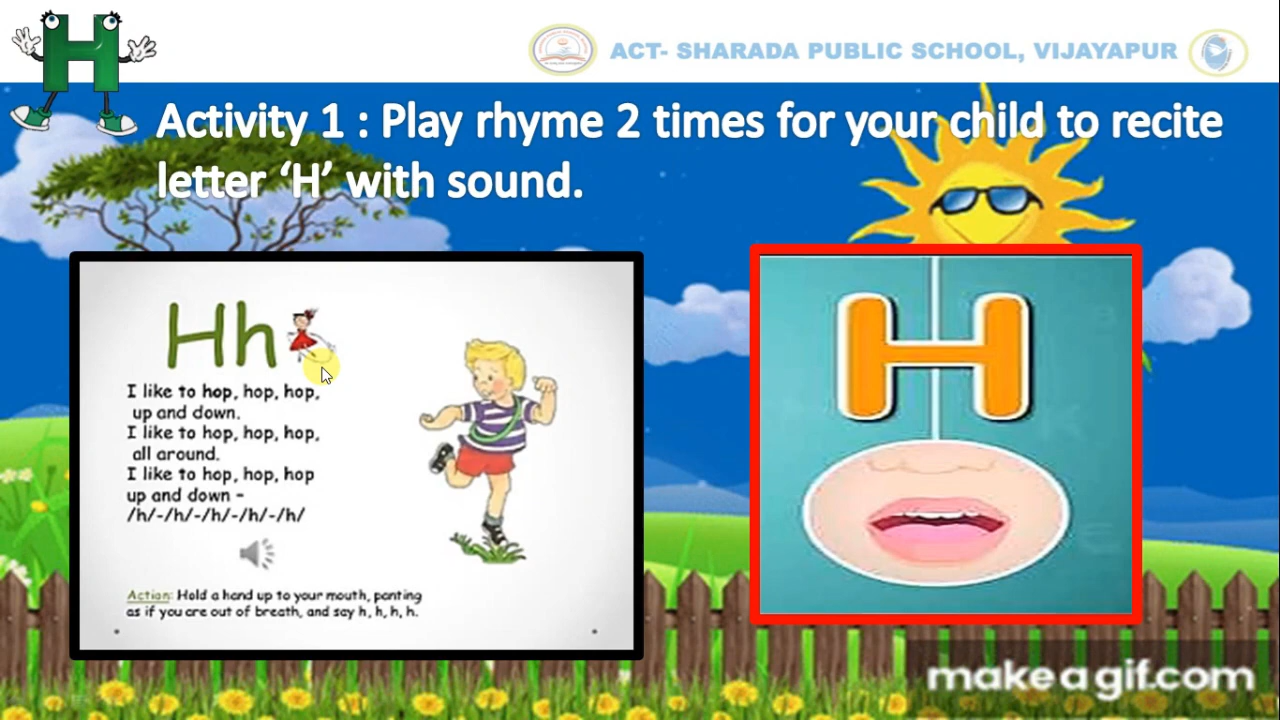 H
ACT- SHARADA PUBLIC SCHOOL, VIJAYAPUR
Activity 1 : Play rhyme 2 times for your child to recite
letter ‘H’ with sound.
Hh
I like to hop, hop, hop,
up and down.
I like to hop, hop, hop,
all around.
I like to hop, hop, hop
up and down –
/h/-/h/-/h/-/h/-/h/-/h/
Action: Hold a hand up to your mouth, panting
as if you are out of breath, and say h, h, h, h.
H
makeagif.com